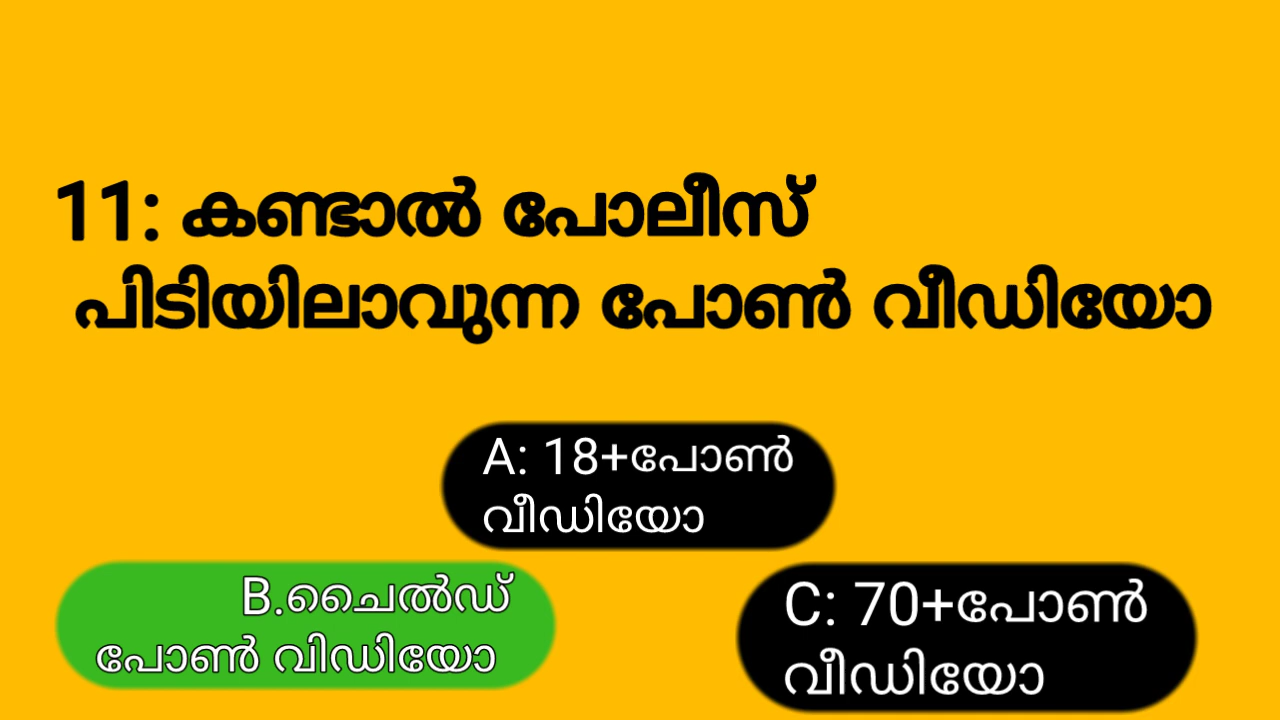 11: കണ്ടാൽ പോലീസ്
പിടിയിലാവുന്ന പോൺ വീഡിയോ
A: 18+പോൺ
വീഡിയോ
B.ചൈൽഡ്
പോൺ വിഡിയോ
C: 70+പോൺ
വീഡിയോ